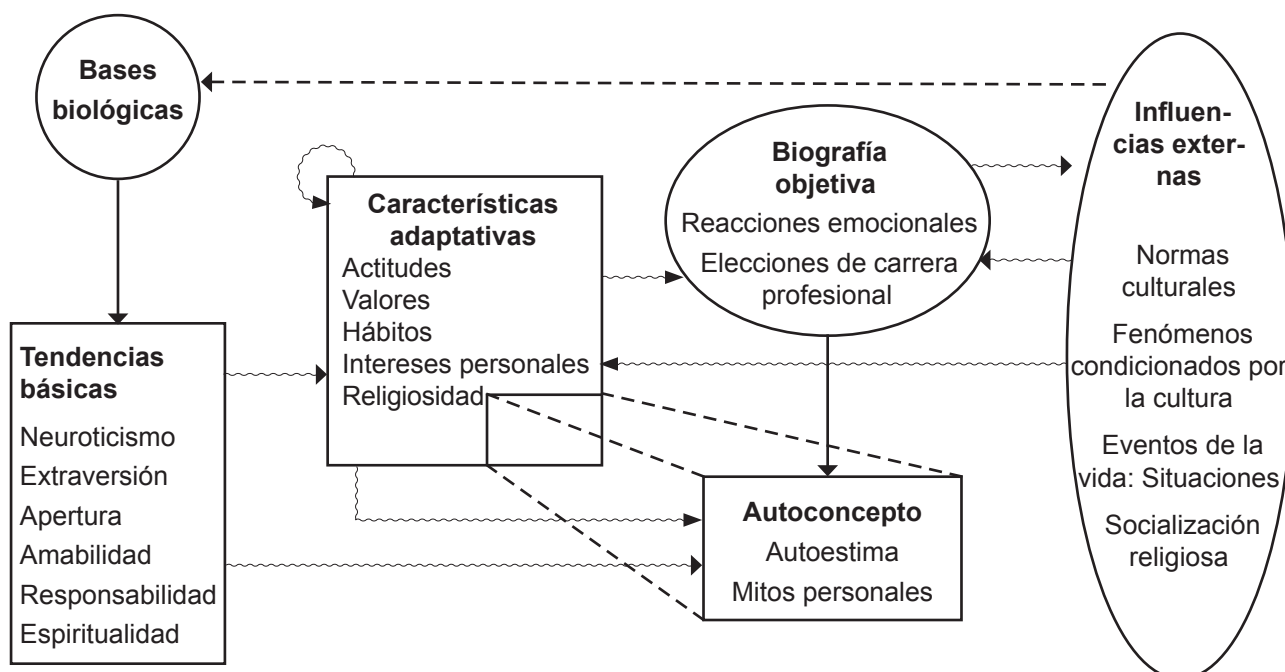 Bases
biológicas
Tendencias
básicas
Neuroticismo
Extraversión
Apertura
Amabilidad
Responsabilidad
Espiritualidad
Características
adaptativas
Actitudes
Valores
Hábitos
Intereses personales
Religiosidad
Biografía
objetiva
Reacciones emocionales
Elecciones de carrera
profesional
Autoconcepto
Autoestima
Mitos personales
Influen-
cias exter-
nas
Normas
culturales
Fenómenos
condicionados por
la cultura
Eventos de la
vida: Situaciones
Socialización
religiosa